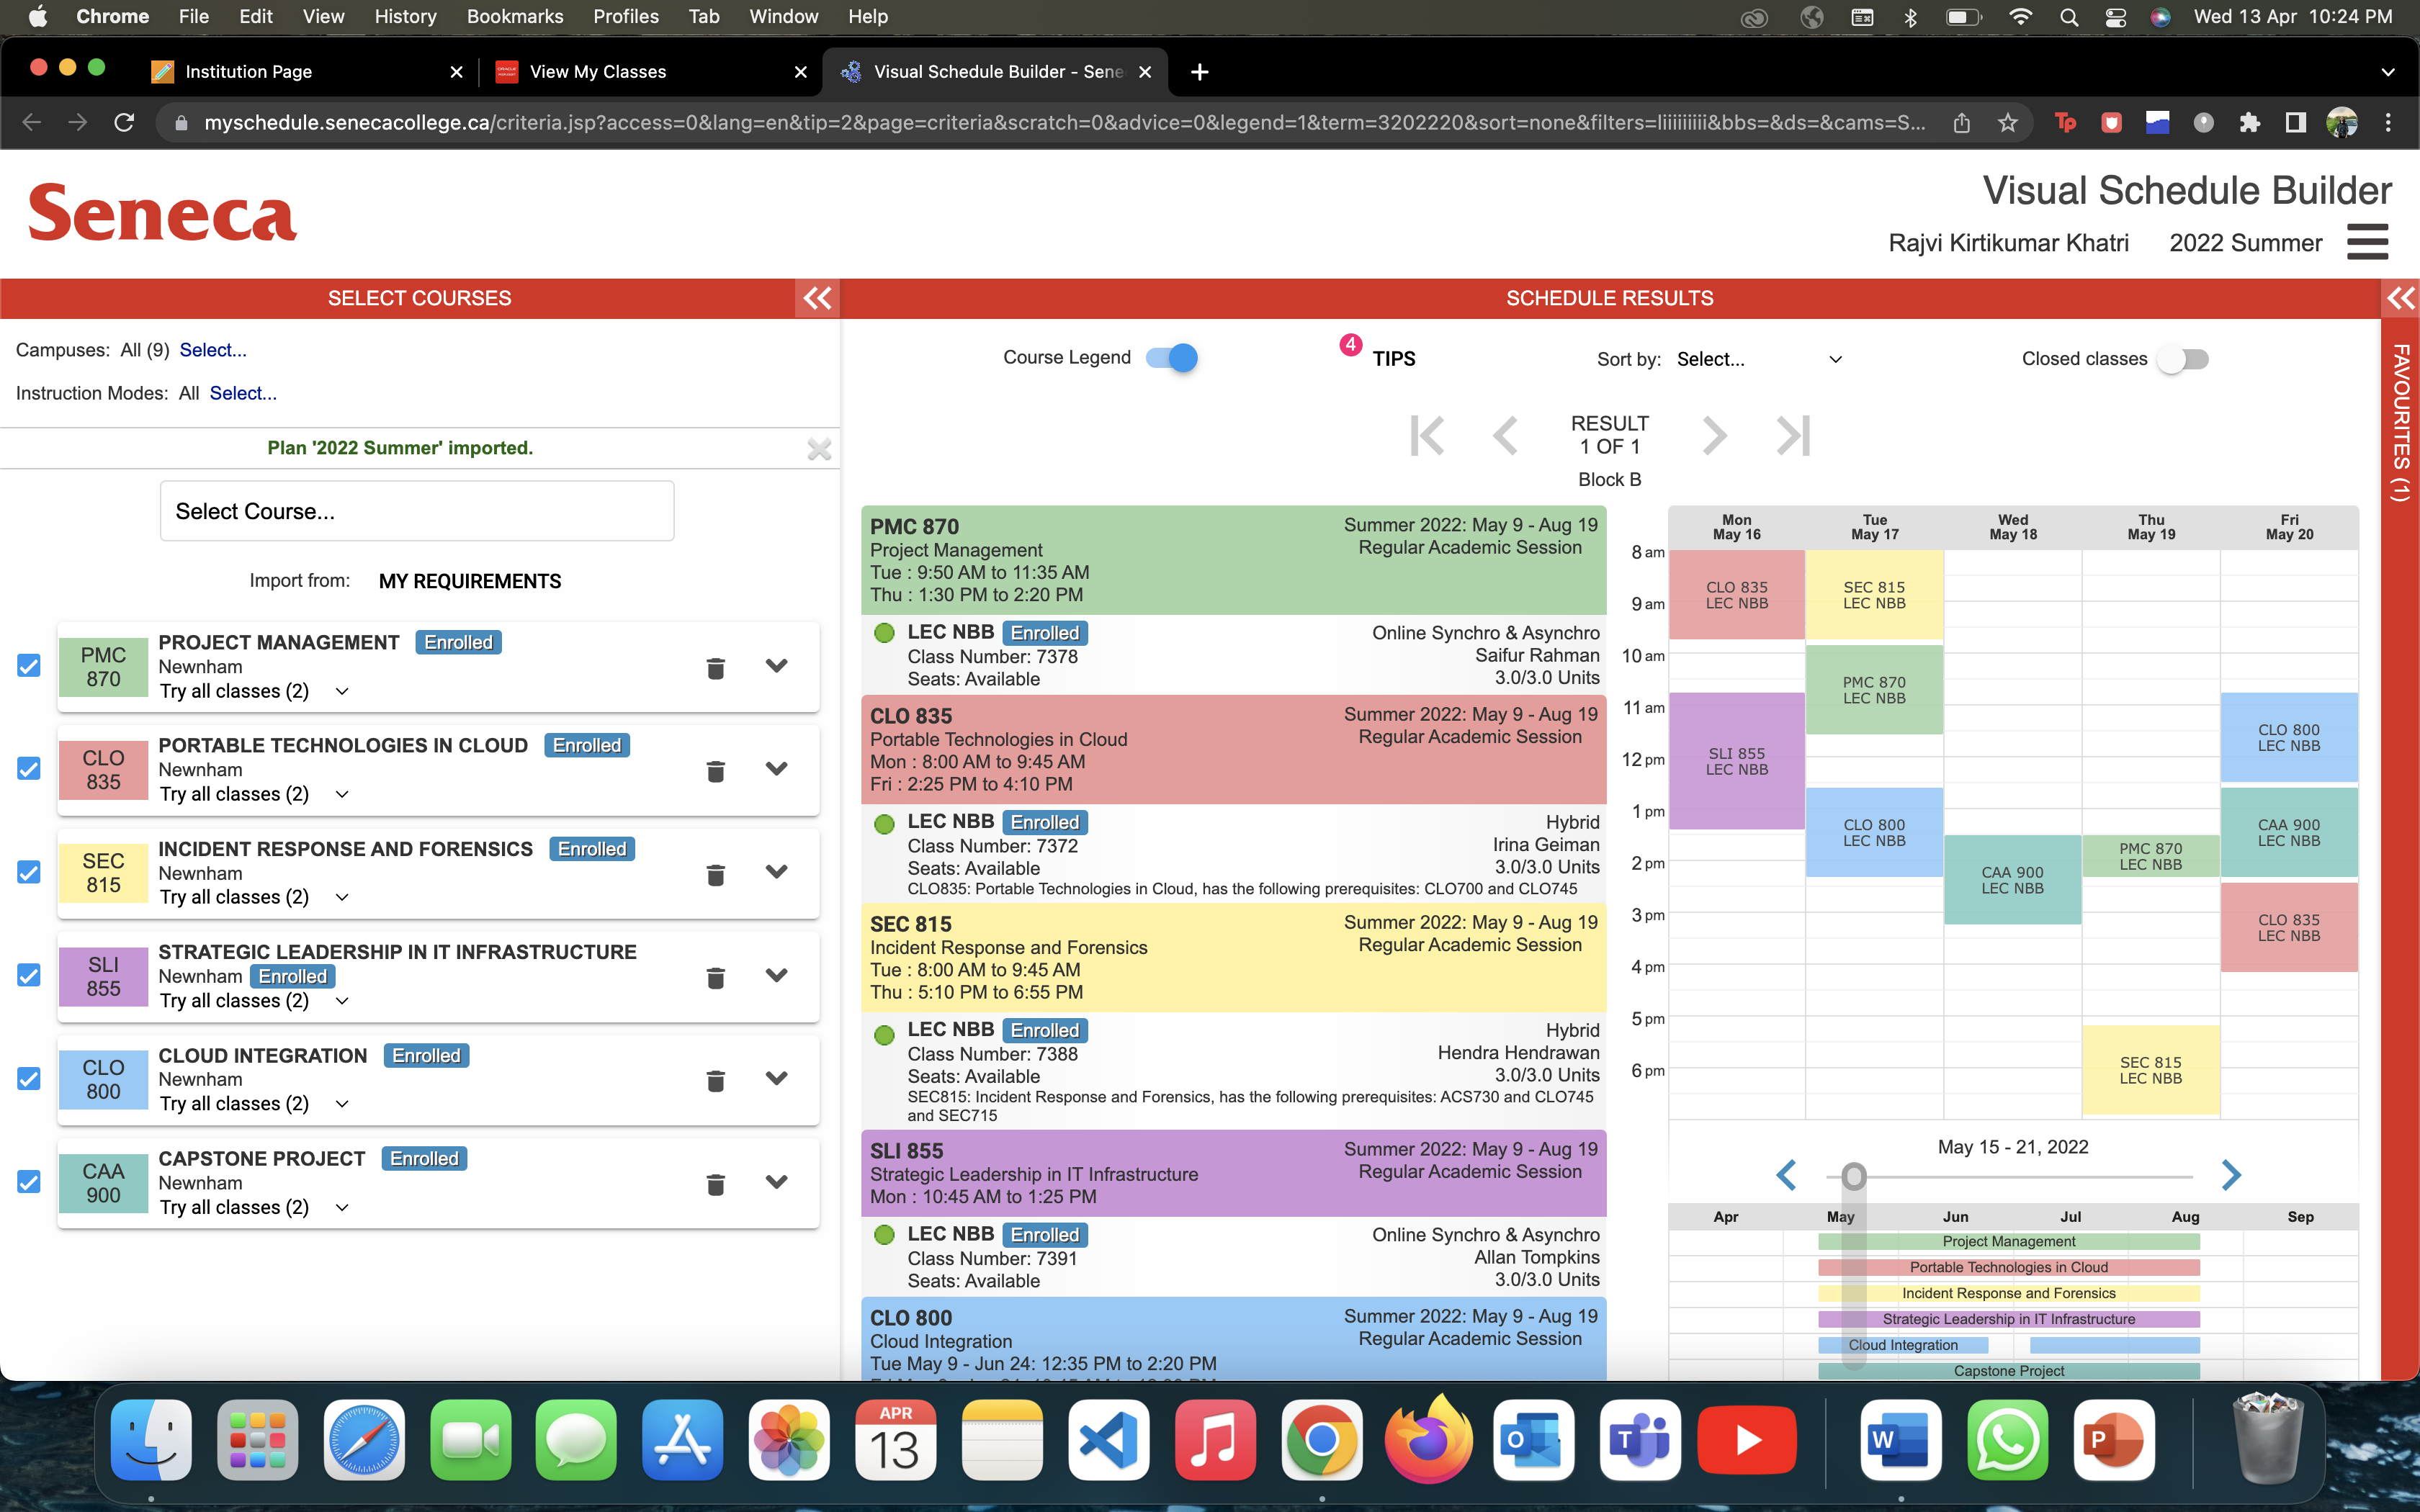 Chrome File Edit View History Bookmarks Profiles Tab Window Help Wed 13 Apr 10:24 PM
Institution Page View My Classes Visual Schedule Builder - Sene
myschedule.senecacollege.ca/criteria.jsp?access=0&lang=en&tip=2&page=criteria&scratch=0&advice=0&legend=1&term=3202220&sort=none&filters=liiiiiiiii&bbs=&ds=&cams=S... Tp
Seneca
Visual Schedule Builder
Rajvi Kirtikumar Khatri 2022 Summer
SELECT COURSES
Campuses: All (9) Select...
Instruction Modes: All Select...
Plan '2022 Summer' imported.
Select Course...
Import from: MY REQUIREMENTS
PMC 870
PROJECT MANAGEMENT Enrolled
Newnham
Try all classes (2)
CLO 835
PORTABLE TECHNOLOGIES IN CLOUD Enrolled
Newnham
Try all classes (2)
SEC 815
INCIDENT RESPONSE AND FORENSICS Enrolled
Newnham
Try all classes (2)
SLI 855
STRATEGIC LEADERSHIP IN IT INFRASTRUCTURE
Newnham Enrolled
Try all classes (2)
CLO 800
CLOUD INTEGRATION Enrolled
Newnham
Try all classes (2)
CAA 900
CAPSTONE PROJECT Enrolled
Newnham
Try all classes (2)
SCHEDULE RESULTS
Course Legend 4 TIPS Sort by: Select... Closed classes
FAVOURITES (1)
RESULT
1 OF 1
Block B
PMC 870 Summer 2022: May 9 - Aug 19
Project Management Regular Academic Session
Tue : 9:50 AM to 11:35 AM
Thu : 1:30 PM to 2:20 PM
LEC NBB Enrolled Online Synchro & Asynchro
Class Number: 7378 Saifur Rahman
Seats: Available 3.0/3.0 Units
CLO 835 Summer 2022: May 9 - Aug 19
Portable Technologies in Cloud Regular Academic Session
Mon : 8:00 AM to 9:45 AM
Fri : 2:25 PM to 4:10 PM
LEC NBB Enrolled Hybrid
Class Number: 7372 Irina Geiman
Seats: Available 3.0/3.0 Units
CLO835: Portable Technologies in Cloud, has the following prerequisites: CLO700 and CLO745
SEC 815 Summer 2022: May 9 - Aug 19
Incident Response and Forensics Regular Academic Session
Tue : 8:00 AM to 9:45 AM
Thu : 5:10 PM to 6:55 PM
LEC NBB Enrolled Hybrid
Class Number: 7388 Hendra Hendrawan
Seats: Available 3.0/3.0 Units
SEC815: Incident Response and Forensics, has the following prerequisites: ACS730 and CLO745
and SEC715
SLI 855 Summer 2022: May 9 - Aug 19
Strategic Leadership in IT Infrastructure Regular Academic Session
Mon : 10:45 AM to 1:25 PM
LEC NBB Enrolled Online Synchro & Asynchro
Class Number: 7391 Allan Tompkins
Seats: Available 3.0/3.0 Units
CLO 800 Summer 2022: May 9 - Aug 19
Cloud Integration Regular Academic Session
Tue May 9 - Jun 24: 12:35 PM to 2:20 PM
Mon Tue Wed Thu Fri
May 16 May 17 May 18 May 19 May 20
8 am
CLO 835 SEC 815
LEC NBB LEC NBB
9 am
10 am
PMC 870
LEC NBB
11 am
CLO 800
LEC NBB
SLI 855
LEC NBB
12 pm
1 pm
CLO 800 CAA 900
LEC NBB LEC NBB
PMC 870
LEC NBB
2 pm
CAA 900
LEC NBB
3 pm
CLO 835
LEC NBB
4 pm
5 pm
SEC 815
LEC NBB
6 pm
May 15 - 21, 2022
Apr May Jun Jul Aug Sep
Project Management
Portable Technologies in Cloud
Incident Response and Forensics
Strategic Leadership in IT Infrastructure
Cloud Integration
Capstone Project
APR
13
O T W P